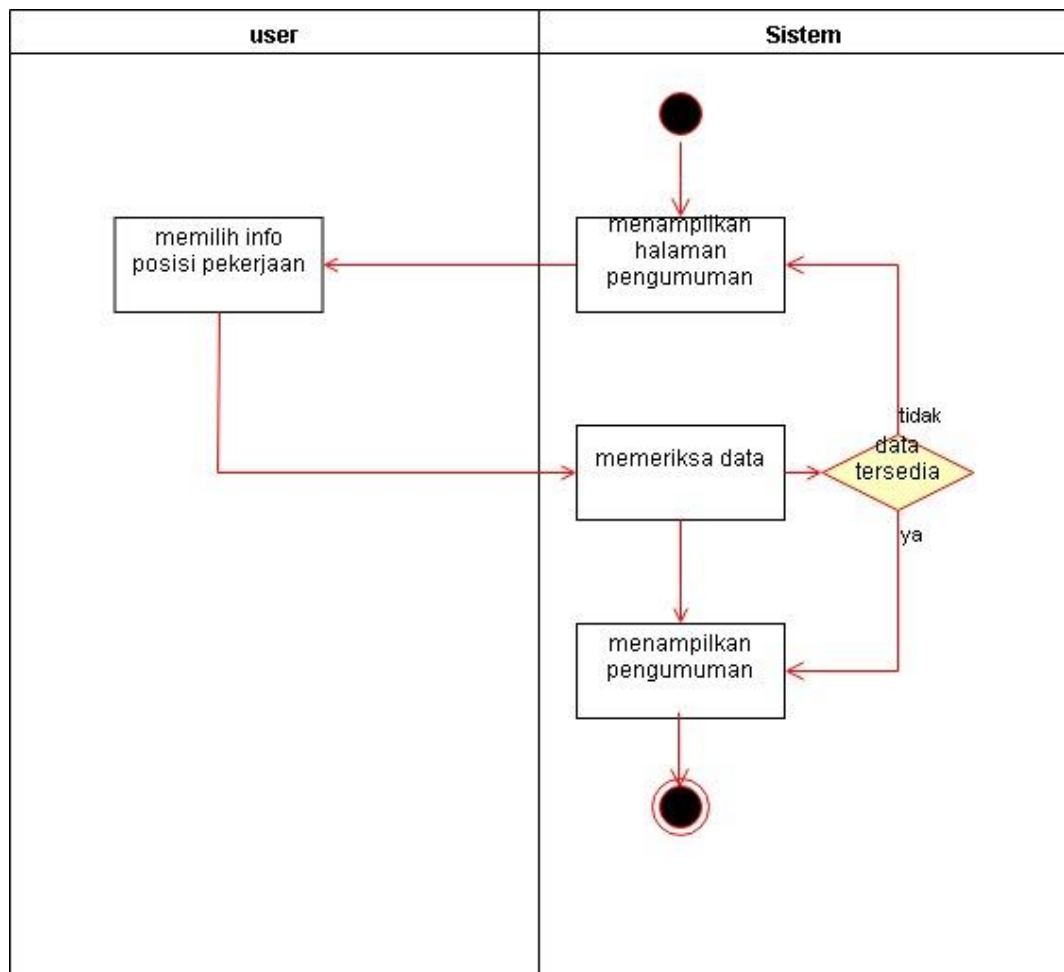 user
Sistem
menampilkan
halaman
pengumuman
memilih info
posisi pekerjaan
tidak
data
tersedia
memeriksa data
ya
menampilkan
pengumuman